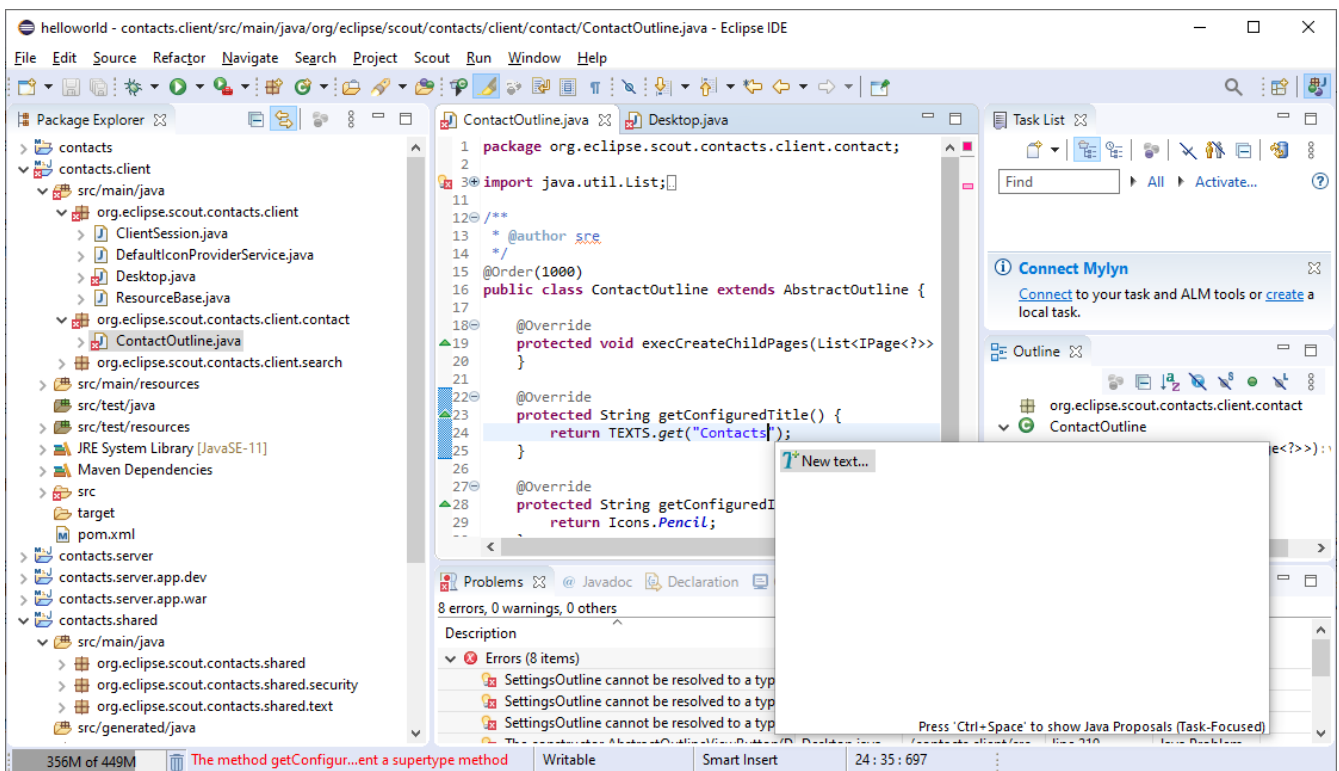 helloworld - contacts.client/src/main/java/org/eclipse/scout/contacts/client/contact/ContactOutline.java - Eclipse IDE
File Edit Source Refactor Navigate Search Project Scout Run Window Help
Package Explorer
contacts
contacts.client
src/main/java
org.eclipse.scout.contacts.client
ClientSession.java
DefaultIconProviderService.java
Desktop.java
ResourceBase.java
org.eclipse.scout.contacts.client.contact
ContactOutline.java
org.eclipse.scout.contacts.client.search
src/main/resources
src/test/java
src/test/resources
JRE System Library [JavaSE-11]
Maven Dependencies
src
target
pom.xml
contacts.server
contacts.server.app.dev
contacts.server.app.war
contacts.shared
src/main/java
org.eclipse.scout.contacts.shared
org.eclipse.scout.contacts.shared.security
org.eclipse.scout.contacts.shared.text
src/generated/java
ContactOutline.java Desktop.java
1 package org.eclipse.scout.contacts.client.contact;
2
3 import java.util.List;
11
12 /**
13 * @author sre
14 */
15 @Order(1000)
16 public class ContactOutline extends AbstractOutline {
17
18 @Override
19 protected void execCreateChildPages(List<IPage<?>>
20 }
21
22 @Override
23 protected String getConfiguredTitle() {
24 return TEXTS.get("Contacts");
25 }
26
27 @Override
28 protected String getConfiguredI
29 return Icons.Pencil;
New text...
Press 'Ctrl+Space' to show Java Proposals (Task-Focused)
Task List
Find All Activate...
Connect Mylyn
Connect to your task and ALM tools or create a
local task.
Outline
org.eclipse.scout.contacts.client.contact
ContactOutline
Problems @ Javadoc Declaration
8 errors, 0 warnings, 0 others
Description
Errors (8 items)
SettingsOutline cannot be resolved to a typ
SettingsOutline cannot be resolved to a typ
SettingsOutline cannot be resolved to a typ
356M of 449M The method getConfigur...ent a supertype method Writable Smart Insert 24 : 35 : 697